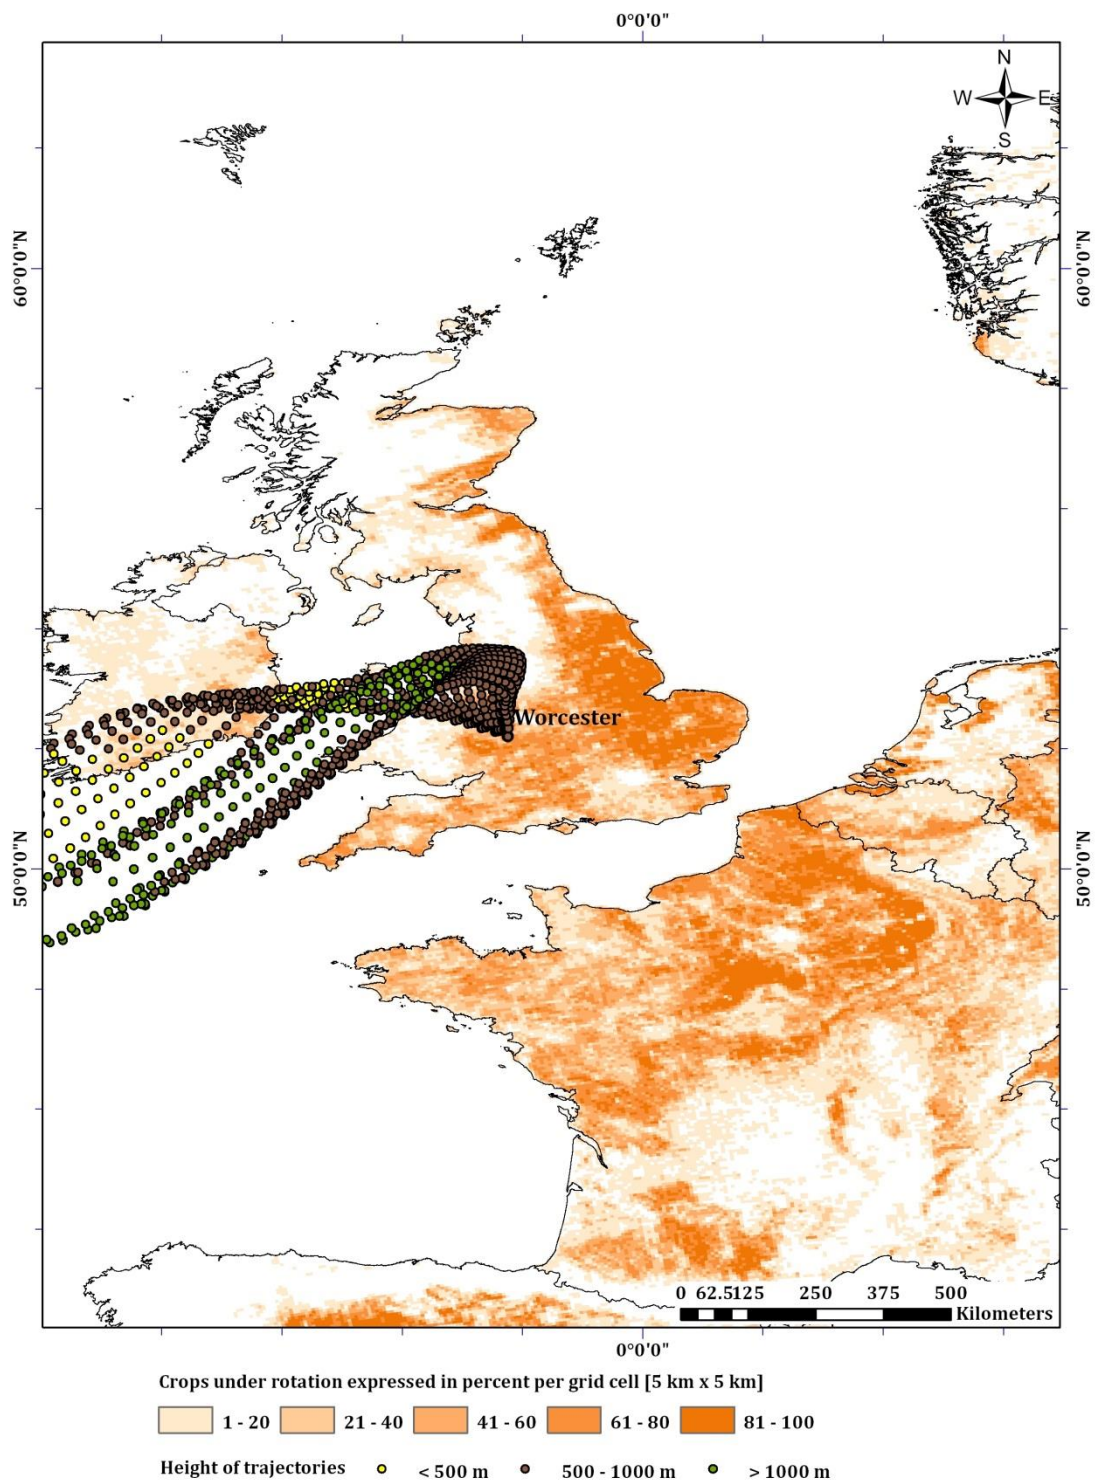 0°0'0"
N
W E
S
60°0'0"N
60°0'0"N
Worcester
50°0'0"N
50°0'0"N
0 62.5125 250 375 500
Kilometers
0°0'0"
Crops under rotation expressed in percent per grid cell [5 km x 5 km]
1 - 20 21 - 40 41 - 60 61 - 80 81 - 100
Height of trajectories < 500 m 500 - 1000 m > 1000 m